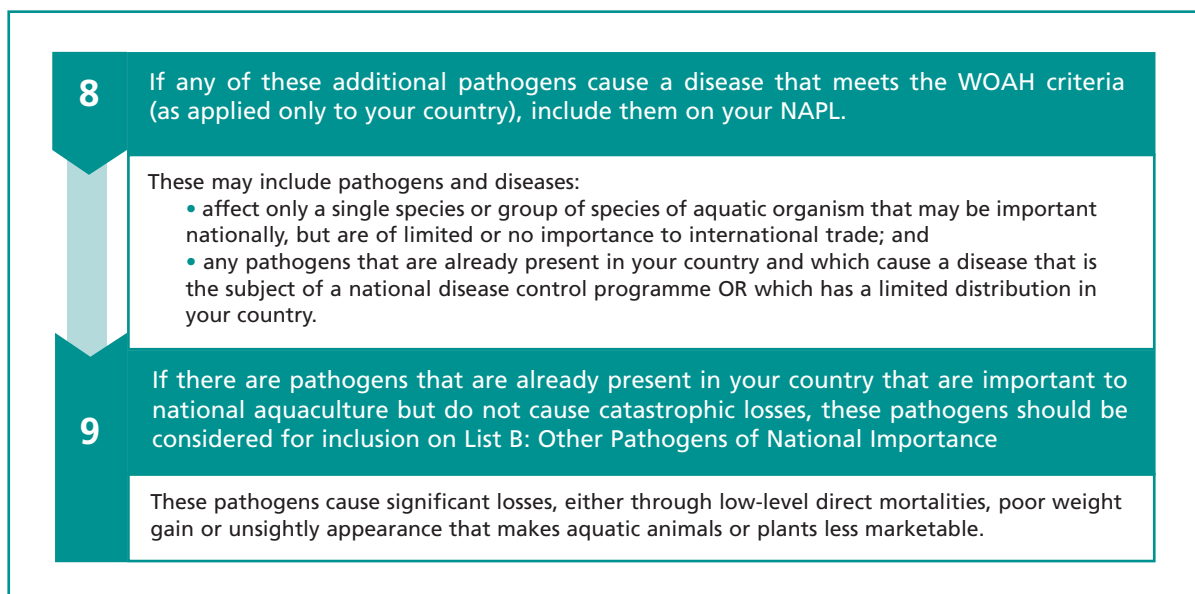 8
If any of these additional pathogens cause a disease that meets the WOAH criteria
(as applied only to your country), include them on your NAPL.
These may include pathogens and diseases:
• affect only a single species or group of species of aquatic organism that may be important
nationally, but are of limited or no importance to international trade; and
• any pathogens that are already present in your country and which cause a disease that is
the subject of a national disease control programme OR which has a limited distribution in
your country.
9
If there are pathogens that are already present in your country that are important to
national aquaculture but do not cause catastrophic losses, these pathogens should be
considered for inclusion on List B: Other Pathogens of National Importance
These pathogens cause significant losses, either through low-level direct mortalities, poor weight
gain or unsightly appearance that makes aquatic animals or plants less marketable.